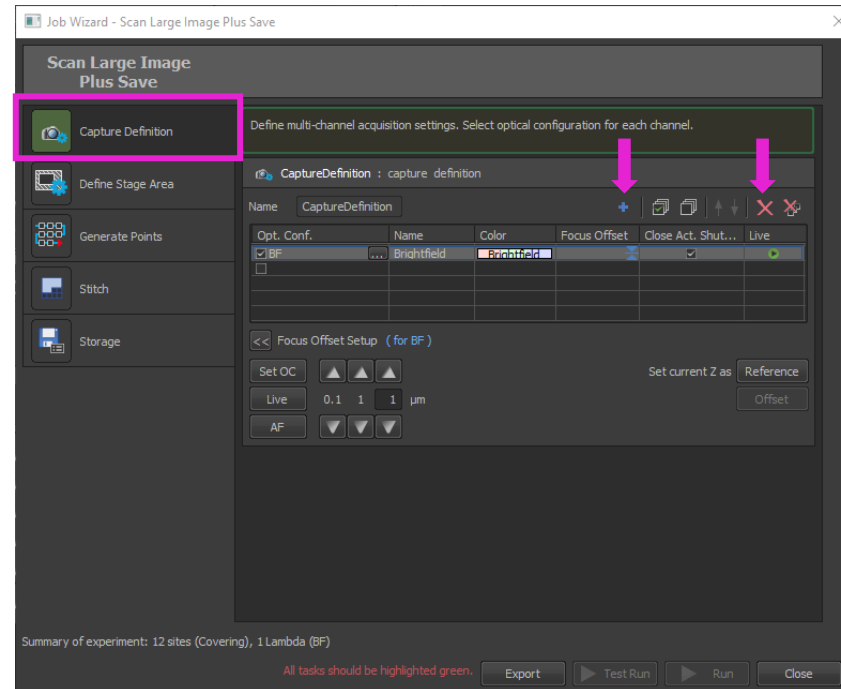 Job Wizard - Scan Large Image Plus Save
Scan Large Image
Plus Save
Capture Definition
Define Stage Area
Generate Points
Stitch
Storage
Define multi-channel acquisition settings. Select optical configuration for each channel.
CaptureDefinition : capture definition
Name CaptureDefinition
Opt. Conf. Name Color Focus Offset Close Act. Shut... Live
BF ... Brightfield Brightfield
<< Focus Offset Setup ( for BF )
Set OC Set current Z as Reference
Live 0.1 1 1 µm Offset
AF
Summary of experiment: 12 sites (Covering), 1 Lambda (BF)
All tasks should be highlighted green. Export Test Run Run Close